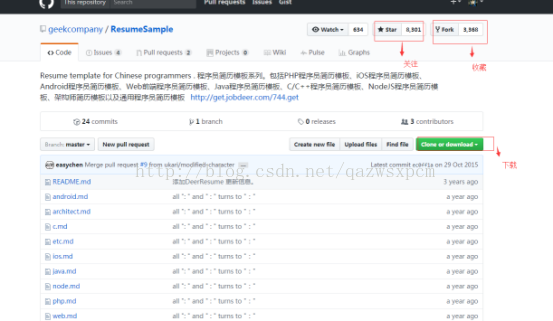 This repository Search Pull requests Issues Gist
geekcompany / ResumeSample
Watch 634 Star 8,301 Fork 3,988
关注 收藏
Code Issues 4 Pull requests 2 Projects 0 Wiki Pulse Graphs
Resume template for Chinese programmers . 程序员简历模板系列。包括PHP程序员简历模板、iOS程序员简历模板、
Android程序员简历模板、Web前端程序员简历模板、Java程序员简历模板、C/C++程序员简历模板、NodeJS程序员简历模
板、架构师简历模板以及通用程序员简历模板 http://get.jobdeer.com/744.get
24 commits 1 branch 0 releases 3 contributors
Branch: master New pull request Create new file Upload files Find file Clone or download
下载
easychen Merge pull request #9 from ukari/modified-character Latest commit on 29 Oct 2015
http://blog.csdn.net/qazwsxpcm
README.md 添加DeerResume 更新信息。 3 years ago
android.md all ": " and " : " turns to " : " a year ago
architect.md all ": " and " : " turns to " : " a year ago
c.md all ": " and " : " turns to " : " a year ago
etc.md all ": " and " : " turns to " : " a year ago
ios.md all ": " and " : " turns to " : " a year ago
java.md all ": " and " : " turns to " : " a year ago
node.md all ": " and " : " turns to " : " a year ago
php.md all ": " and " : " turns to " : " a year ago
web.md all ": " and " : " turns to " : " a year ago